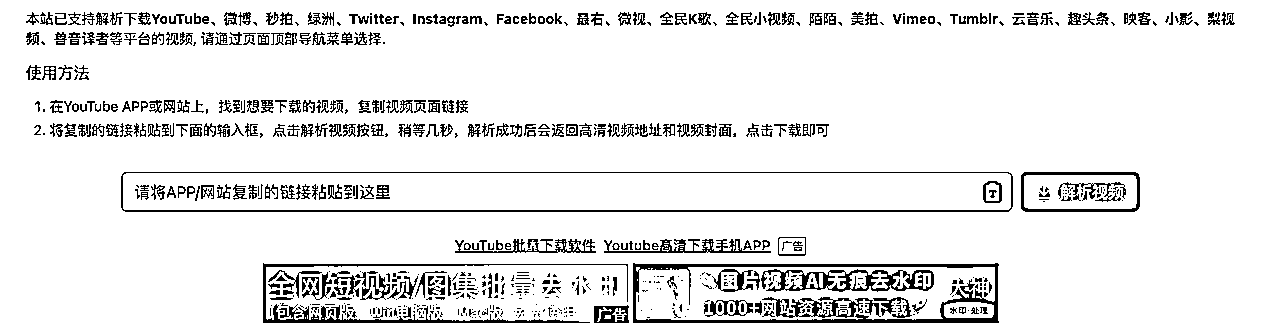 本站已支持解析下载YouTube、微博、秒拍、绿洲、Twitter、Instagram、Facebook、最右、微视、全民K歌、全民小视频、陌陌、美拍、Vimeo、Tumblr、云音乐、趣头条、映客、小影、梨视
频、兽音译者等平台的视频, 请通过页面顶部导航菜单选择.
使用方法
1. 在YouTube APP或网站上，找到想要下载的视频，复制视频页面链接
2. 将复制的链接粘贴到下面的输入框，点击解析视频按钮，稍等几秒，解析成功后会返回高清视频地址和视频封面，点击下载即可
请将APP/网站复制的链接粘贴到这里
解析视频
YouTube批量下载软件 Youtube高清下载手机APP 广告
全网短视频/图集批量去水印
(包含网页版 Win电脑版 Mac版
广告
图片视频AI无痕去水印
1000+网站资源高速下载
大神
水印·处理